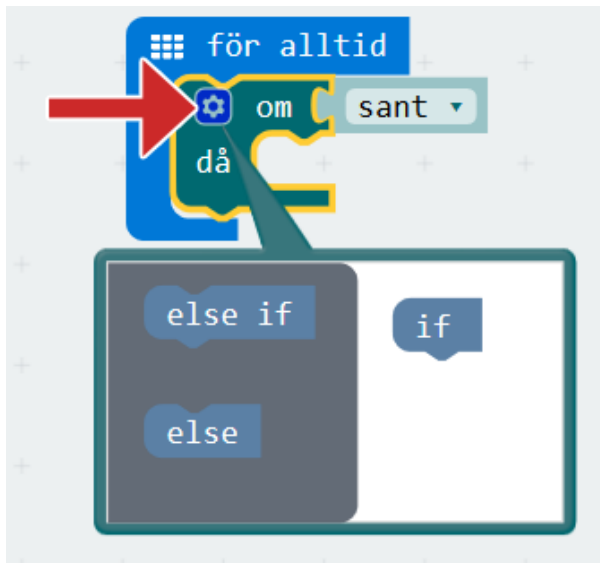 för alltid
om sant
då
else if
if
else